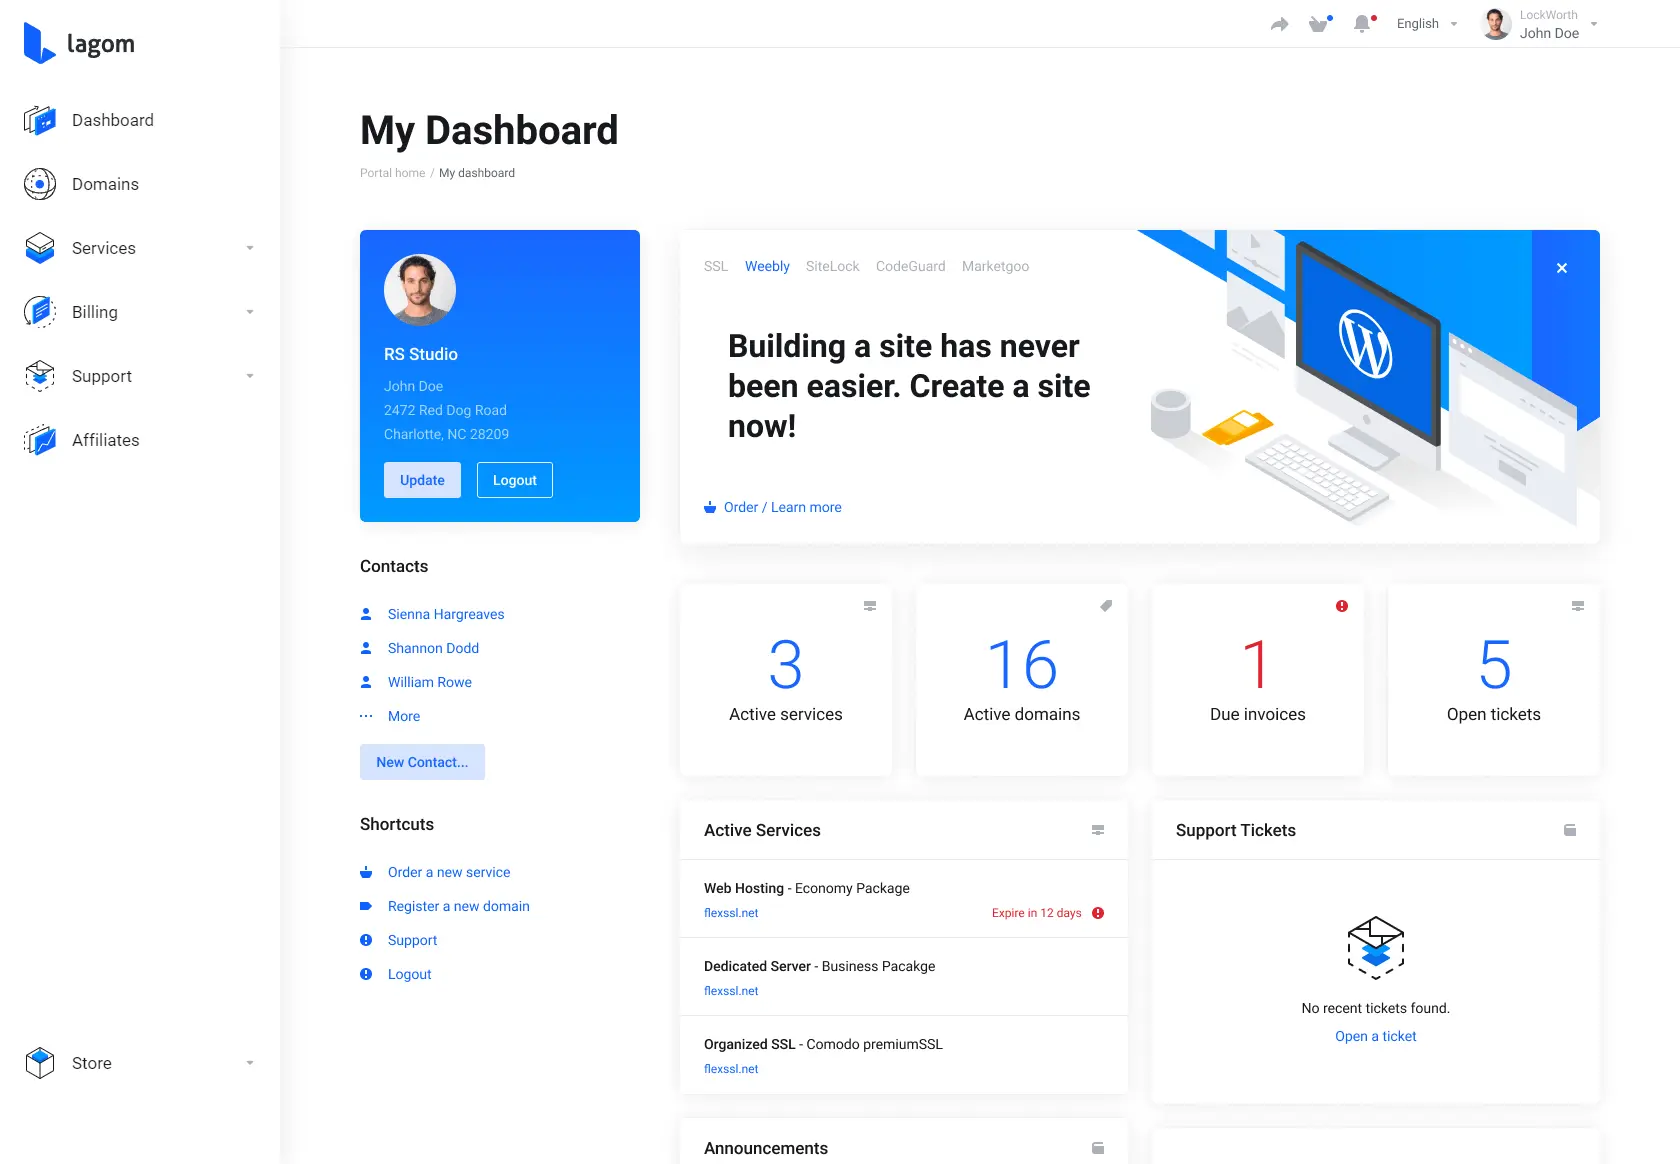 lagom
English
LockWorth
John Doe
Dashboard
Domains
Services
Billing
Support
Affiliates
Store
My Dashboard
Portal home / My dashboard
RS Studio
John Doe
2472 Red Dog Road
Charlotte, NC 28209
Update
Logout
Contacts
Sienna Hargreaves
Shannon Dodd
William Rowe
More
New Contact...
Shortcuts
Order a new service
Register a new domain
Support
Logout
SSL Weebly SiteLock CodeGuard Marketgoo
Building a site has never
been easier. Create a site
now!
Order / Learn more
3
Active services
16
Active domains
1
Due invoices
5
Open tickets
Active Services
Web Hosting - Economy Package
flexssl.net
Expire in 12 days
Dedicated Server - Business Pacakge
flexssl.net
Organized SSL - Comodo premiumSSL
flexssl.net
Support Tickets
No recent tickets found.
Open a ticket
Announcements